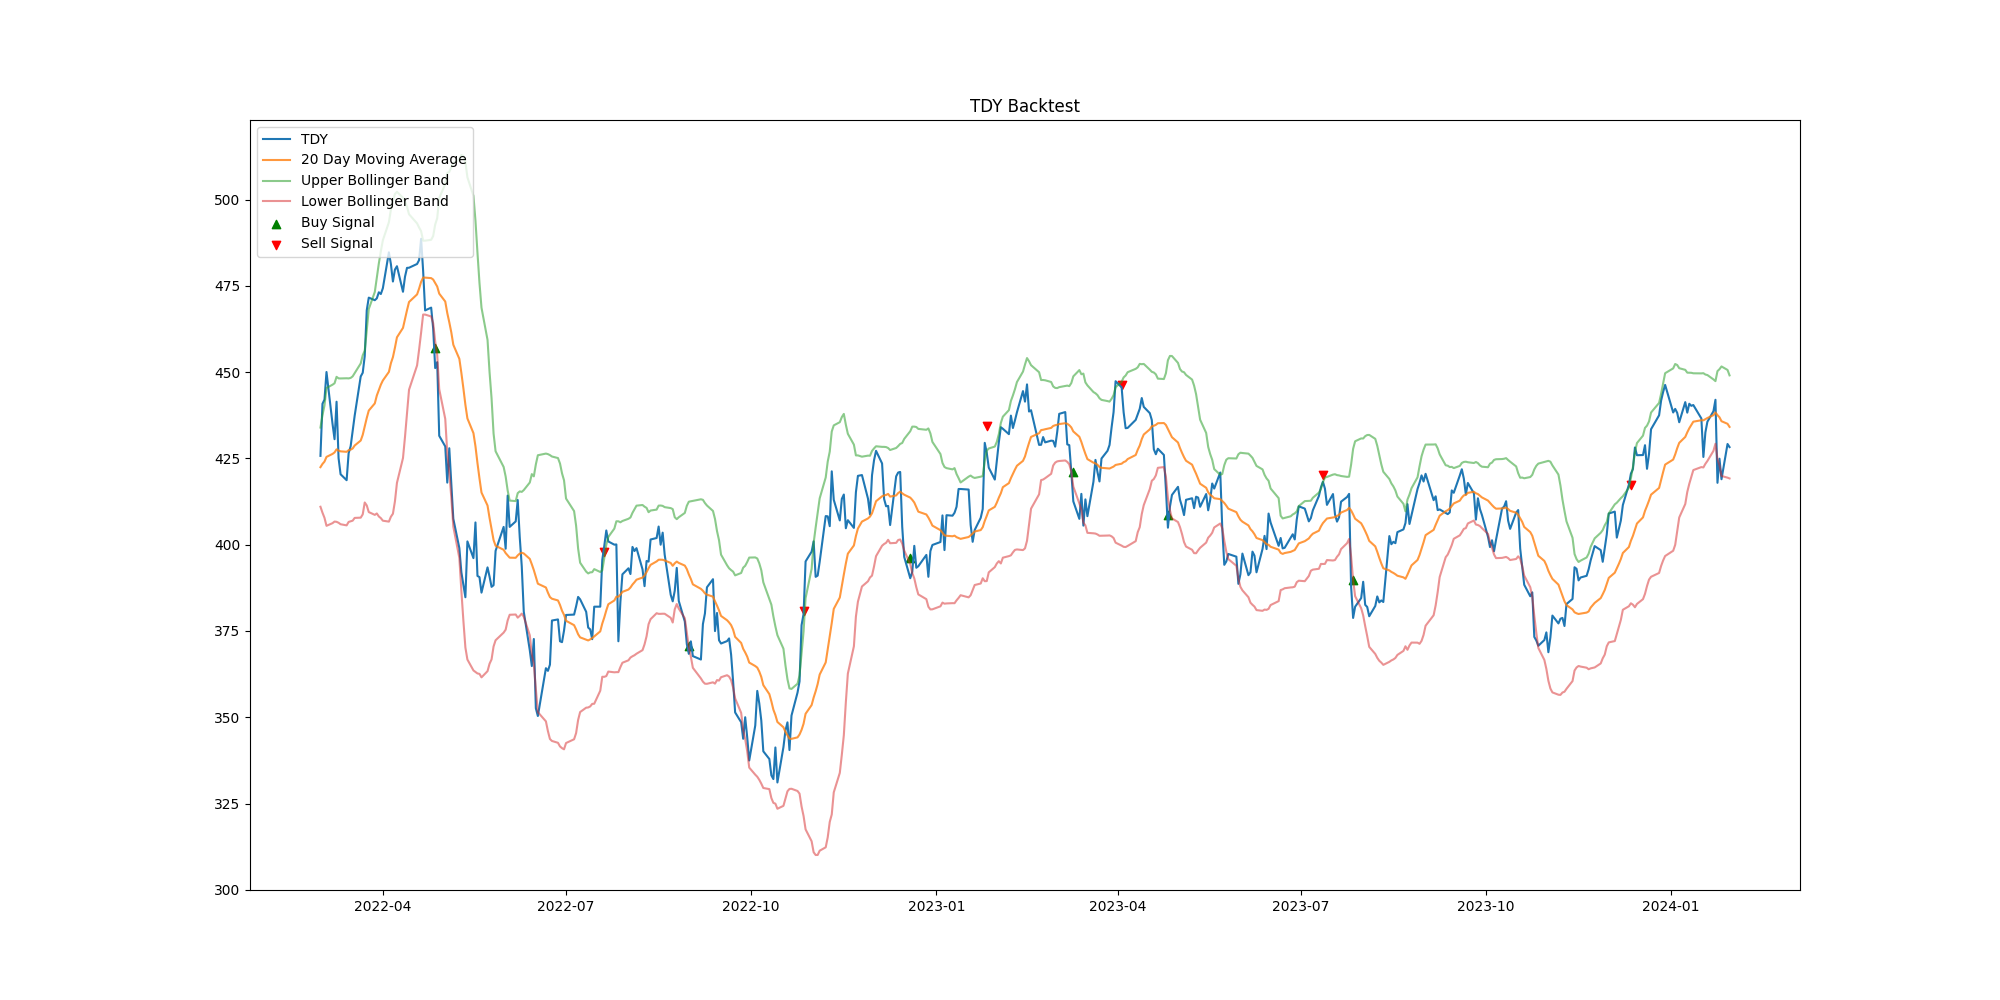 TDY Backtest
TDY
20 Day Moving Average
Upper Bollinger Band
Lower Bollinger Band
Buy Signal
Sell Signal
500
475
450
425
400
375
350
325
300
2022-04 2022-07 2022-10 2023-01 2023-04 2023-07 2023-10 2024-01